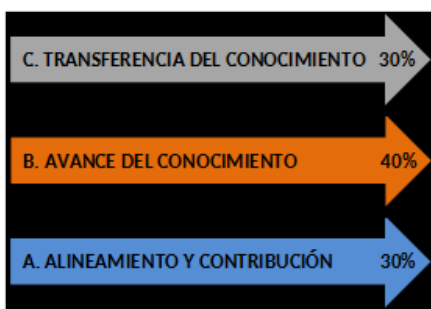 C. TRANSFERENCIA DEL CONOCIMIENTO 30%
B. AVANCE DEL CONOCIMIENTO 40%
A. ALINEAMIENTO Y CONTRIBUCIÓN 30%